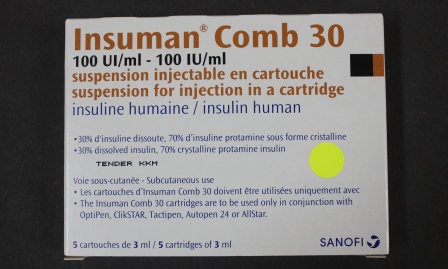 Insuman® Comb 30
100 UI/ml - 100 IU/ml
suspension injectable en cartouche
suspension for injection in a cartridge
insuline humaine / insulin human
•30% d'insuline dissoute, 70% d'insuline protamine sous forme cristalline
•30% dissolved insulin, 70% crystalline protamine insulin
TENDER KKM
Voie sous-cutanée - Subcutaneous use
• Les cartouches d'Insuman Comb 30 doivent être utilisées uniquement avec
• The Insuman Comb 30 cartridges are to be used only in conjunction with
OptiPen, ClikSTAR, Tactipen, Autopen 24 or AllStar.
5 cartouches de 3 ml / 5 cartridges of 3 ml
SANOFI